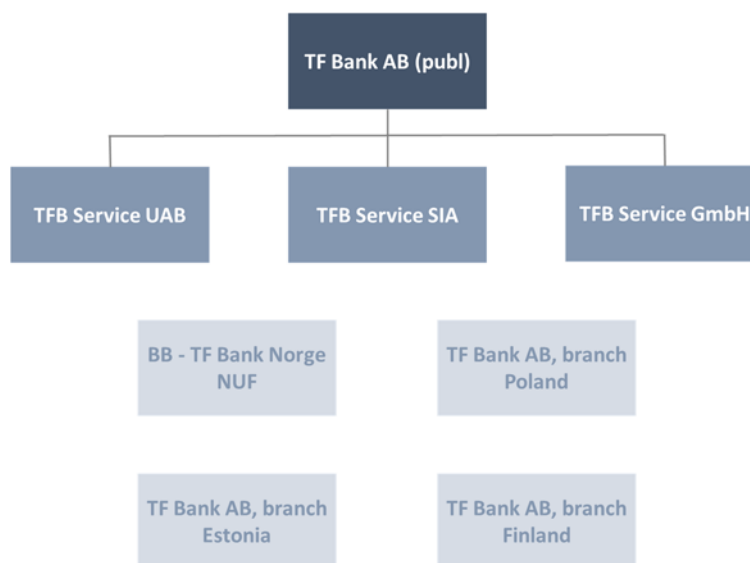 TF Bank AB (publ)
TFB Service UAB
TFB Service SIA
TFB Service GmbH
BB - TF Bank Norge
NUF
TF Bank AB, branch
Poland
TF Bank AB, branch
Estonia
TF Bank AB, branch
Finland